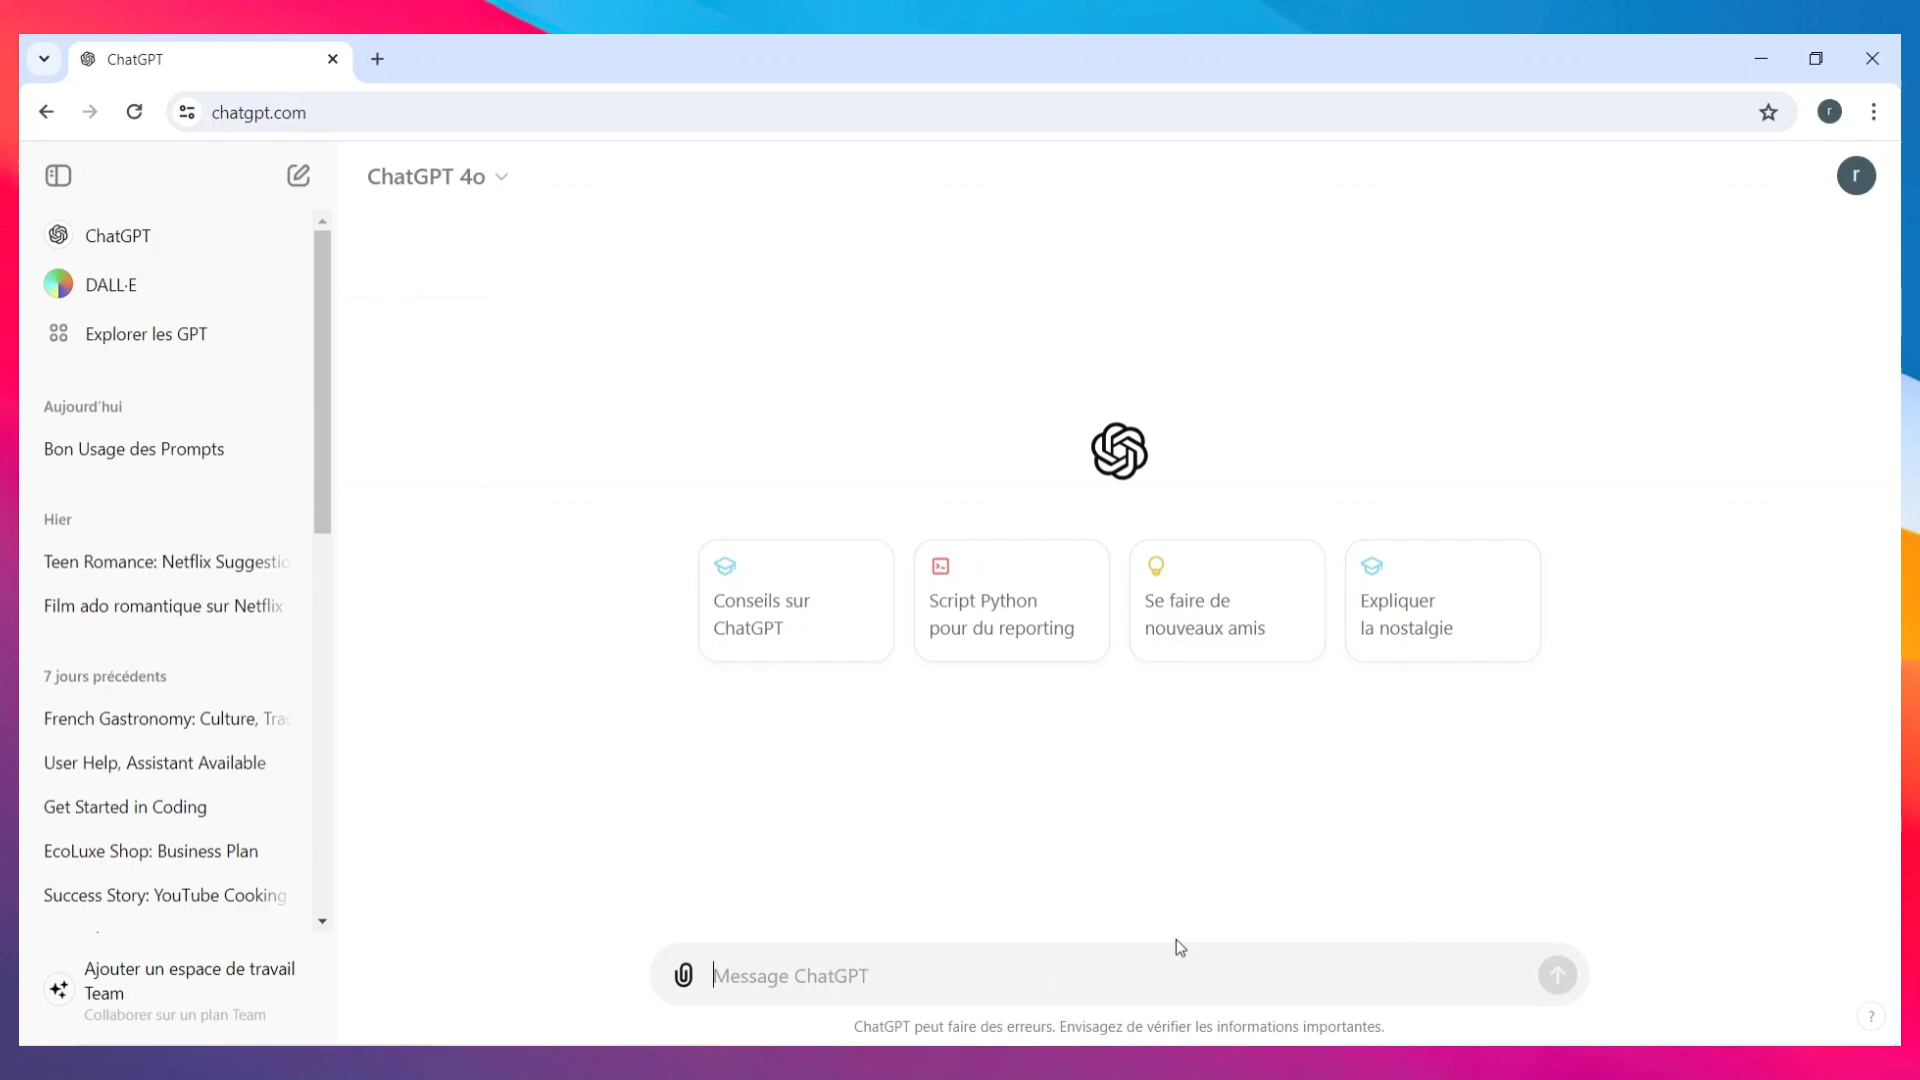 ChatGPT
chatgpt.com
r
ChatGPT 4o
r
ChatGPT
DALL·E
Explorer les GPT
Aujourd'hui
Bon Usage des Prompts
Hier
Teen Romance: Netflix Suggestio
Film ado romantique sur Netflix
7 jours précédents
French Gastronomy: Culture, Trad
User Help, Assistant Available
Get Started in Coding
EcoLuxe Shop: Business Plan
Success Story: YouTube Cooking
Ajouter un espace de travail
Team
Collaborer sur un plan Team
Conseils sur
ChatGPT
Script Python
pour du reporting
Se faire de
nouveaux amis
Expliquer
la nostalgie
Message ChatGPT
ChatGPT peut faire des erreurs. Envisagez de vérifier les informations importantes.
?